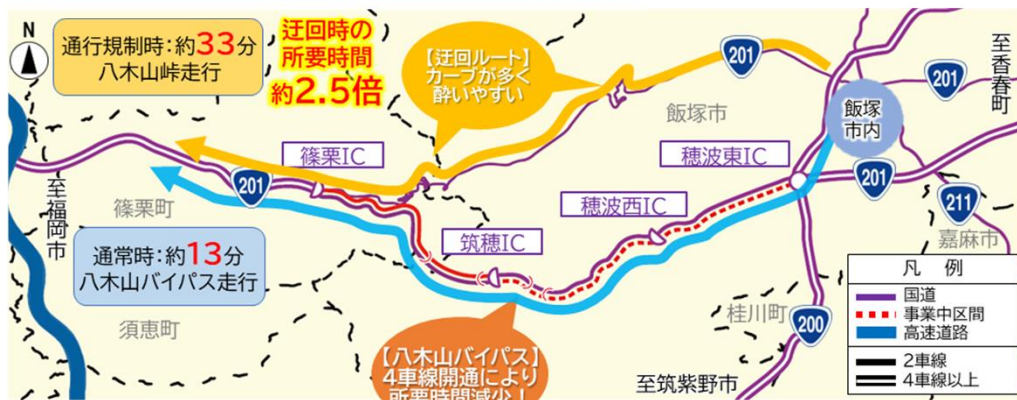 N
通行規制時：約33分
八木山峠走行
迂回時の
所要時間
約2.5倍
【迂回ルート】
カーブが多く
酔いやすい
201
至香春町
201
飯塚市
飯塚
市内
篠栗IC
穂波東IC
201
至福岡市
篠栗町
穂波西IC
201
211
嘉麻市
通常時：約13分
八木山バイパス走行
筑穂IC
須恵町
桂川町
200
【八木山バイパス】
4車線開通により
所要時間減少！
至筑紫野市
凡　例
国道
事業中区間
高速道路
2車線
4車線以上